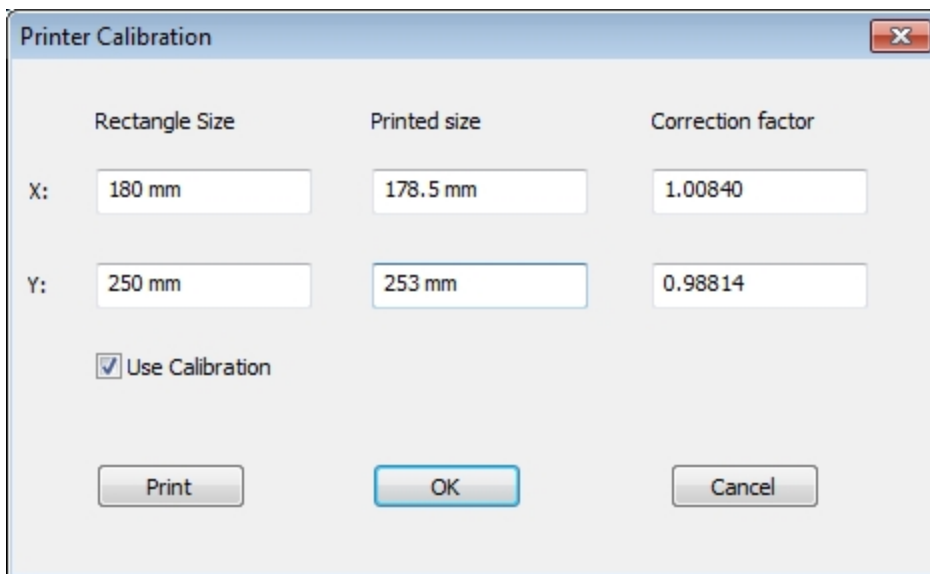 Printer Calibration
Rectangle Size Printed size Correction factor
X: 180 mm 178.5 mm 1.00840
Y: 250 mm 253 mm 0.98814
Use Calibration
Print OK Cancel